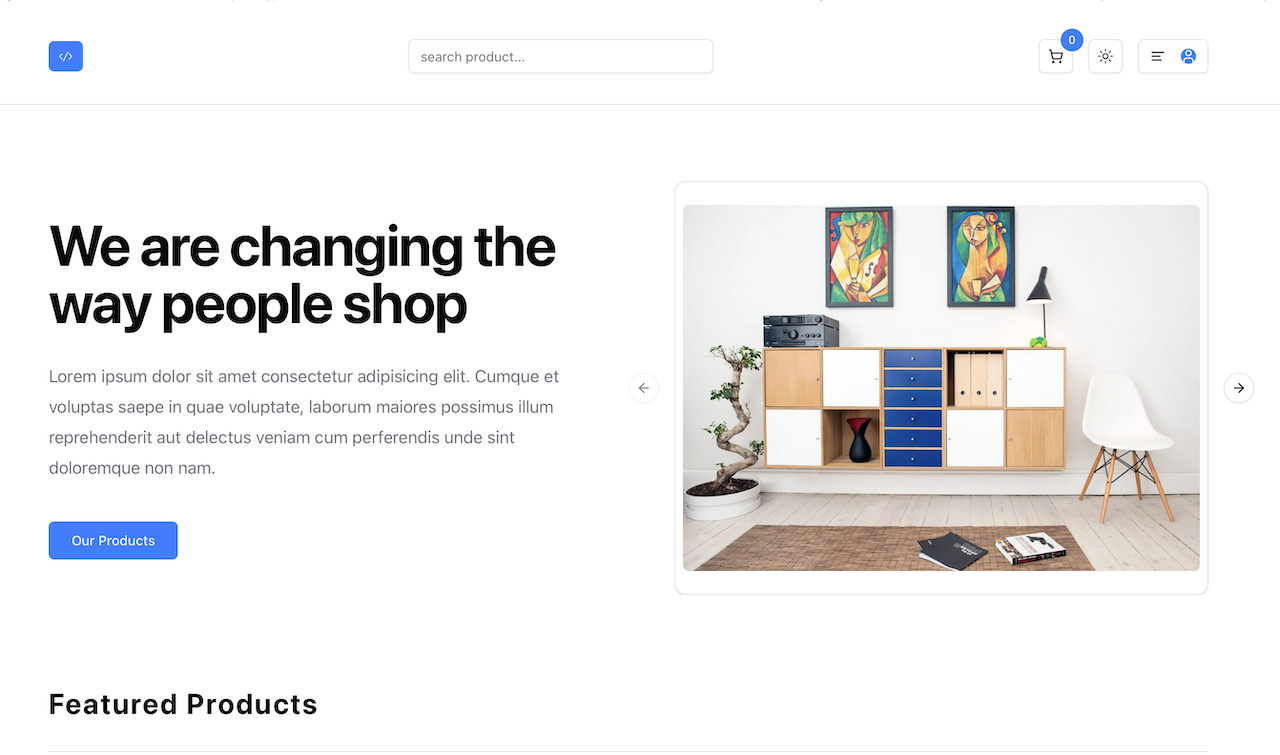 search product...
0
We are changing the
way people shop
Lorem ipsum dolor sit amet consectetur adipisicing elit. Cumque et
voluptas saepe in quae voluptate, laborum maiores possimus illum
reprehenderit aut delectus veniam cum perferendis unde sint
doloremque non nam.
Our Products
Featured Products